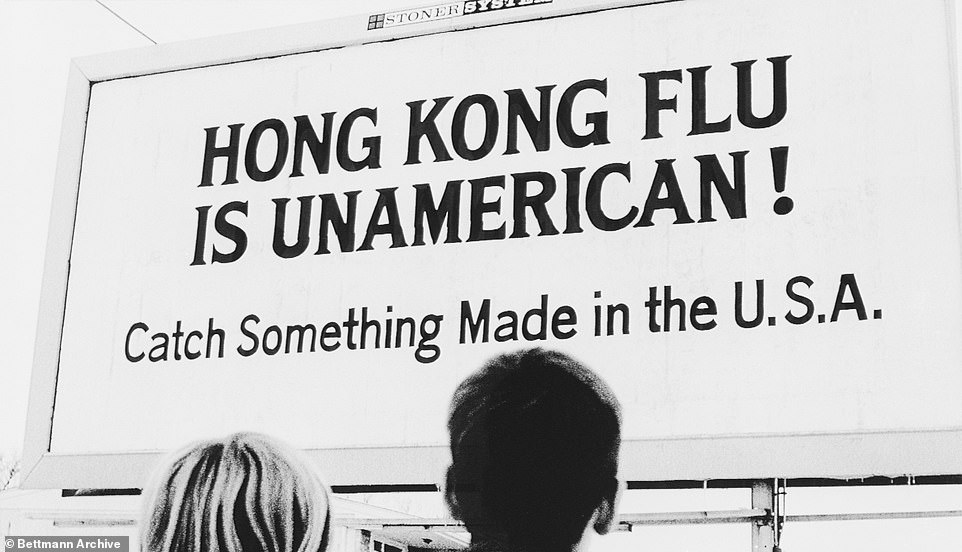 STONER SYSTEM
HONG KONG FLU
IS UNAMERICAN!
Catch Something Made in the U.S.A.
© Bettmann Archive